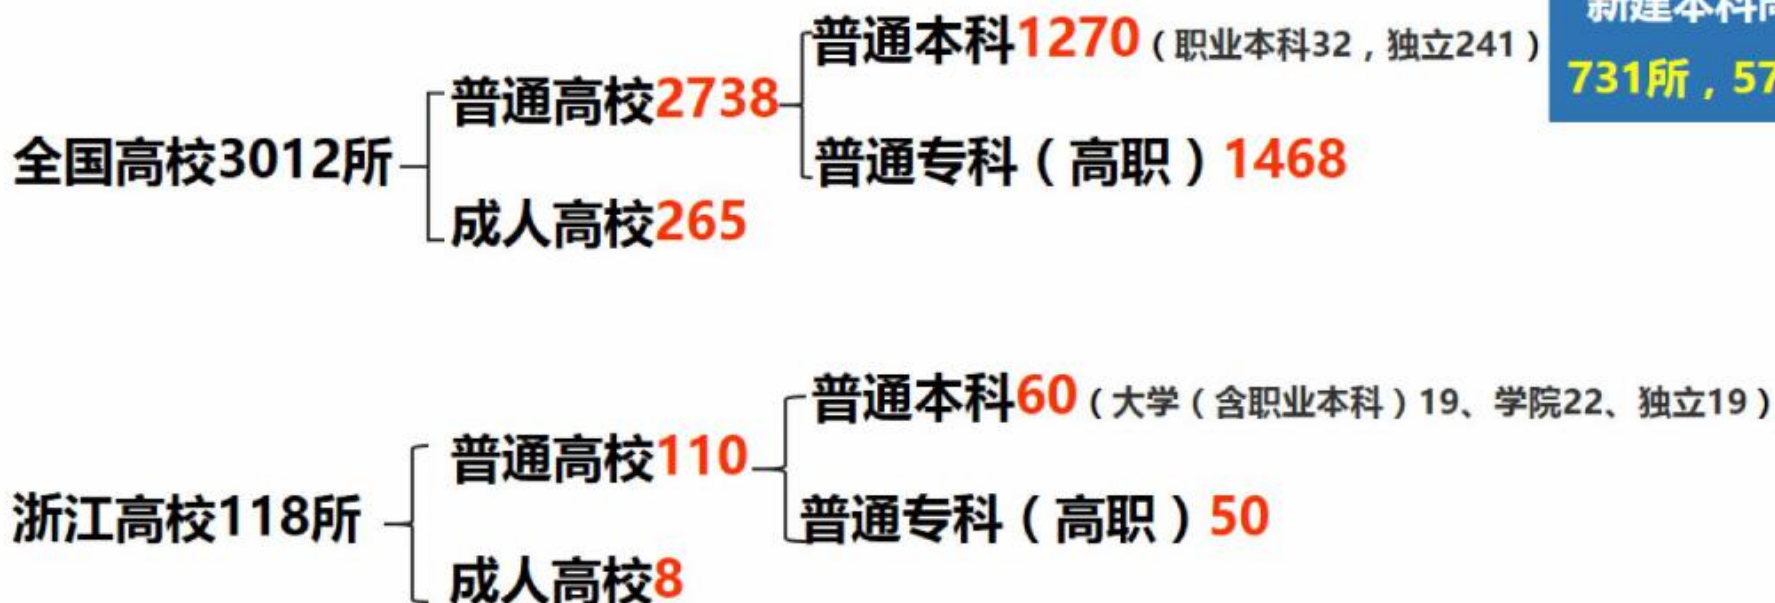 普通本科1270（职业本科32，独立241）
新建本科
731所，57
普通高校2738
全国高校3012所
普通专科（高职）1468
成人高校265
普通本科60（大学（含职业本科）19、学院22、独立19）
普通高校110
浙江高校118所
普通专科（高职）50
成人高校8